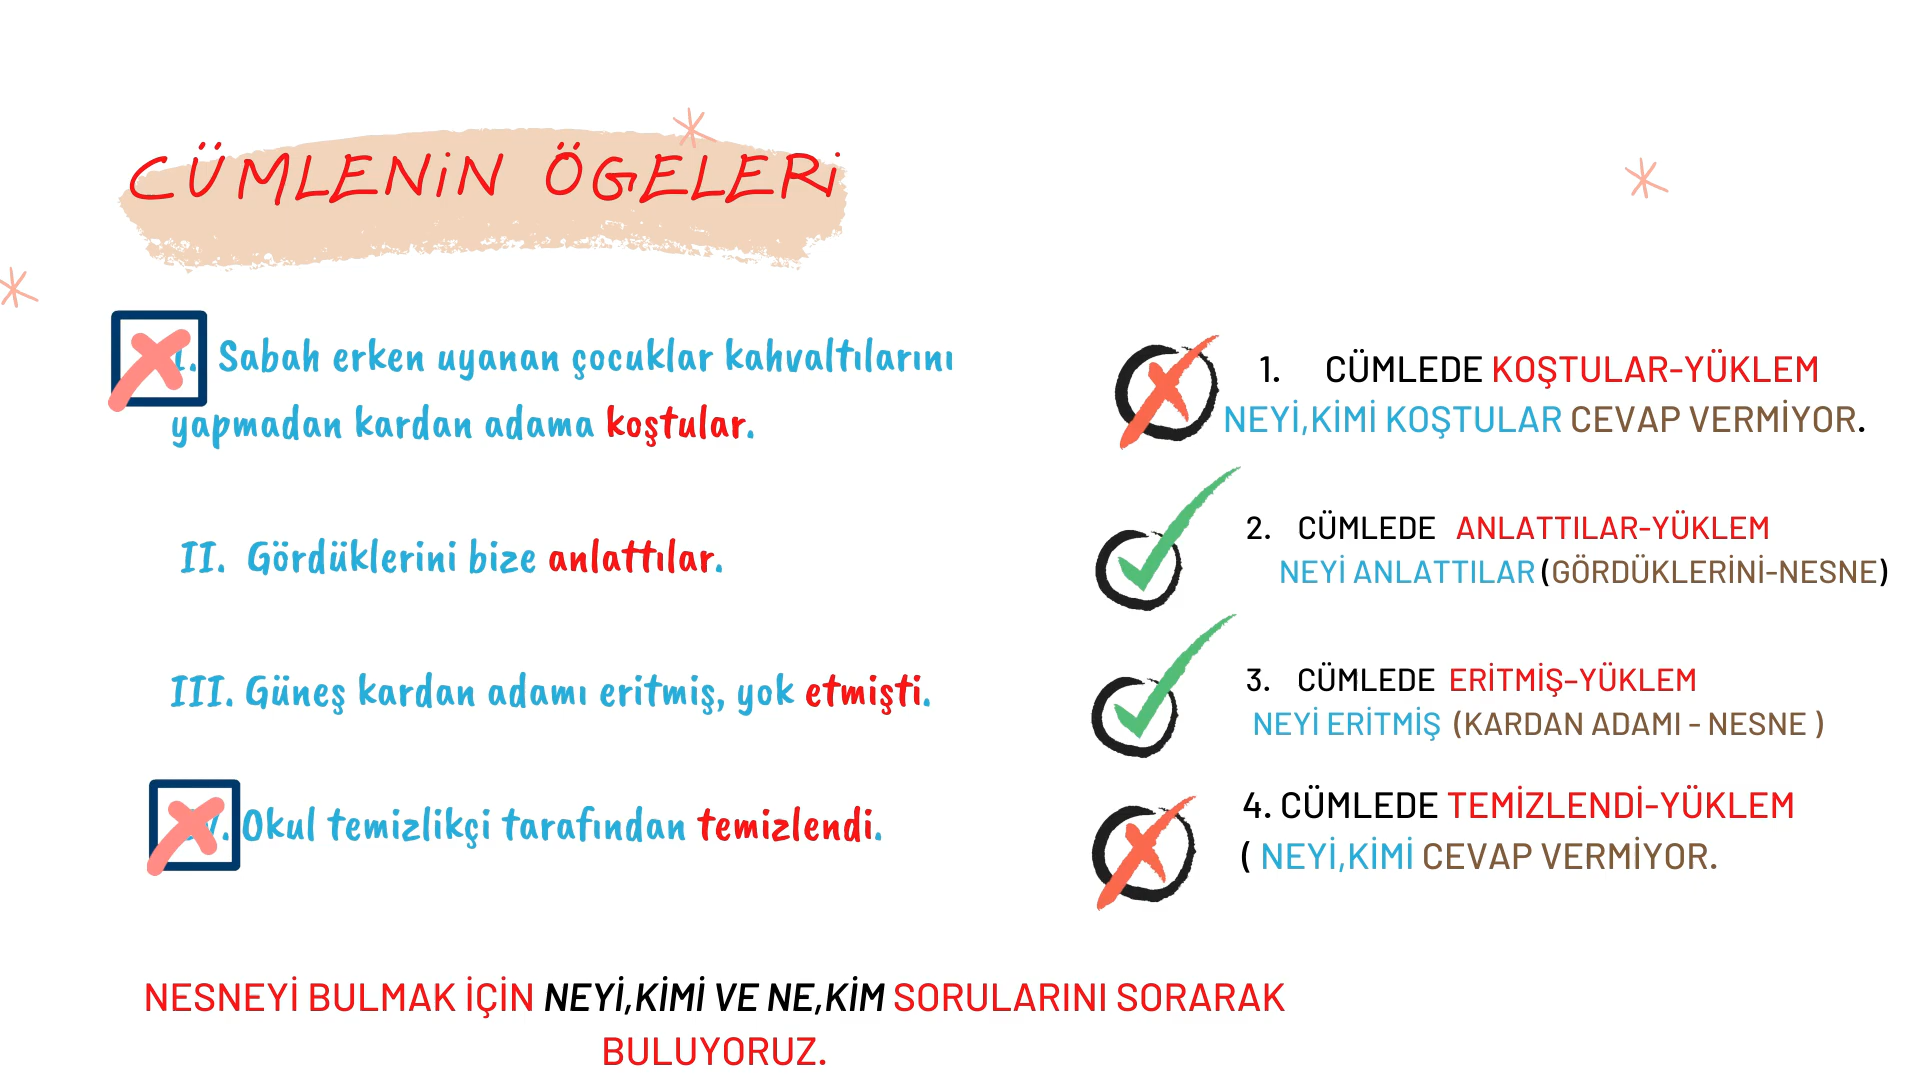 CÜMLENİN ÖGELERİ
I. Sabah erken uyanan çocuklar kahvaltılarını
yapmadan kardan adama koştular.
II. Gördüklerini bize anlattılar.
III. Güneş kardan adamı eritmiş, yok etmişti.
IV. Okul temizlikçi tarafından temizlendi.
1. CÜMLEDE KOŞTULAR-YÜKLEM
NEYİ,KİMİ KOŞTULAR CEVAP VERMİYOR.
2. CÜMLEDE ANLATTILAR-YÜKLEM
NEYİ ANLATTILAR (GÖRDÜKLERİNİ-NESNE)
3. CÜMLEDE ERİTMİŞ-YÜKLEM
NEYİ ERİTMİŞ (KARDAN ADAMI - NESNE )
4. CÜMLEDE TEMİZLENDİ-YÜKLEM
( NEYİ,KİMİ CEVAP VERMİYOR.
NESNEYİ BULMAK İÇİN NEYİ,KİMİ VE NE,KİM SORULARINI SORARAK
BULUYORUZ.